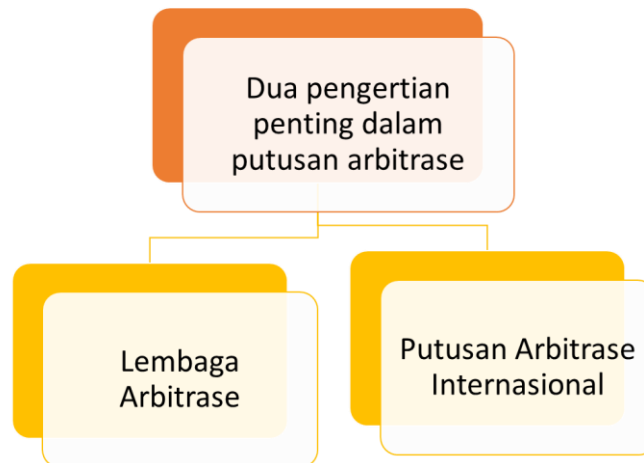 Dua pengertian
penting dalam
putusan arbitrase
Lembaga
Arbitrase
Putusan Arbitrase
Internasional